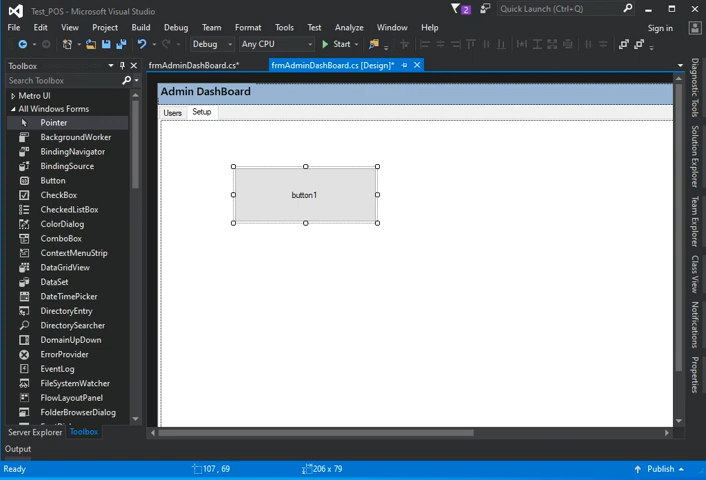 Test_POS - Microsoft Visual Studio
2
Quick Launch (Ctrl+Q)
File Edit View Project Build Debug Team Format Tools Test Analyze Window Help
Sign in
Debug
Any CPU
Start
Toolbox
frmAdminDashBoard.cs*
frmAdminDashBoard.cs [Design]*
Search Toolbox
Metro UI
All Windows Forms
Pointer
BackgroundWorker
BindingNavigator
BindingSource
Button
CheckBox
CheckedListBox
ColorDialog
ComboBox
ContextMenuStrip
DataGridView
DataSet
DateTimePicker
DirectoryEntry
DirectorySearcher
DomainUpDown
ErrorProvider
EventLog
FileSystemWatcher
FlowLayoutPanel
FolderBrowserDialog
Admin DashBoard
Users
Setup
button1
Diagnostic Tools
Solution Explorer
Team Explorer
Class View
Notifications
Properties
Server Explorer
Toolbox
Output
Ready
107 , 69
206 x 79
Publish